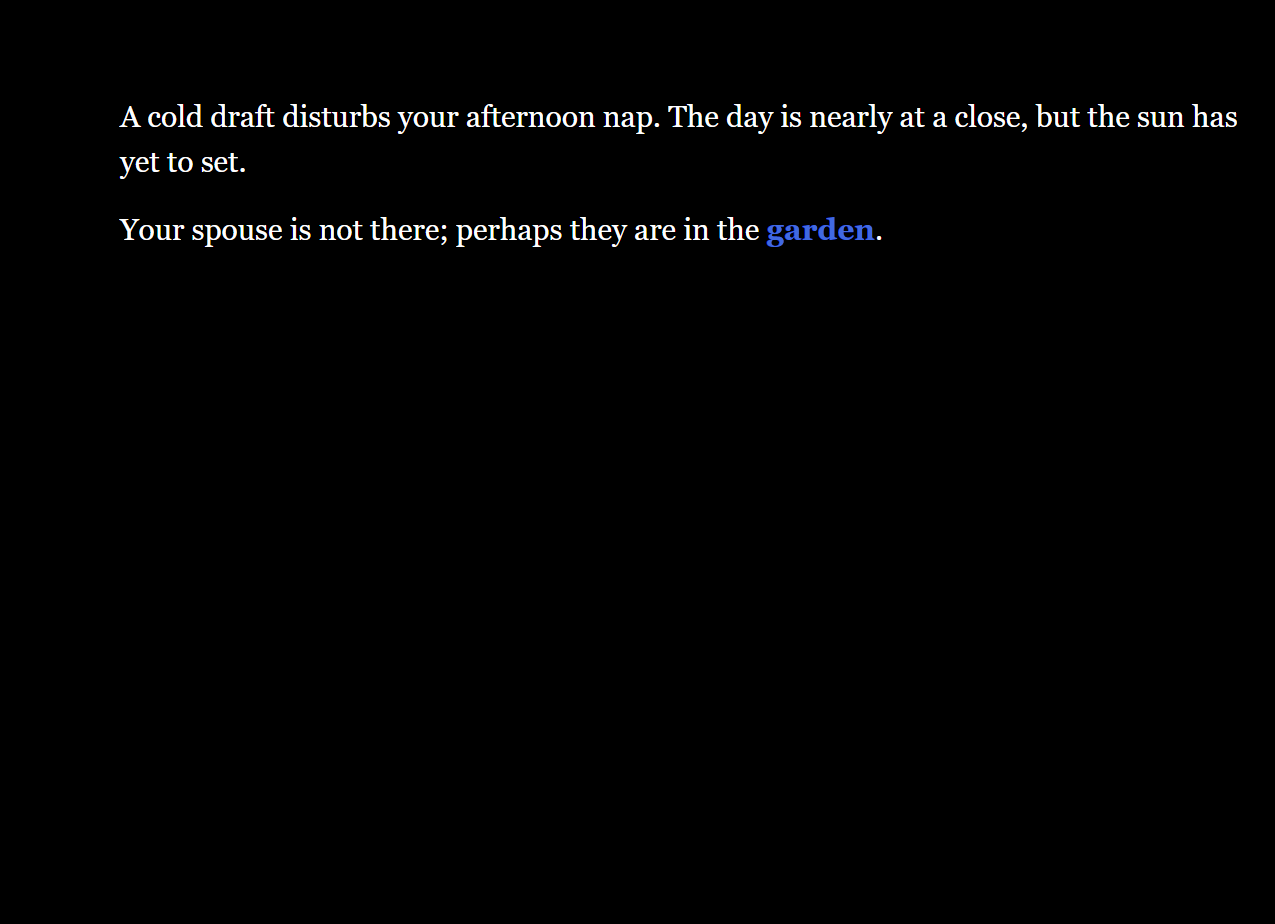 A cold draft disturbs your afternoon nap. The day is nearly at a close, but the sun has
yet to set.
Your spouse is not there; perhaps they are in the garden.